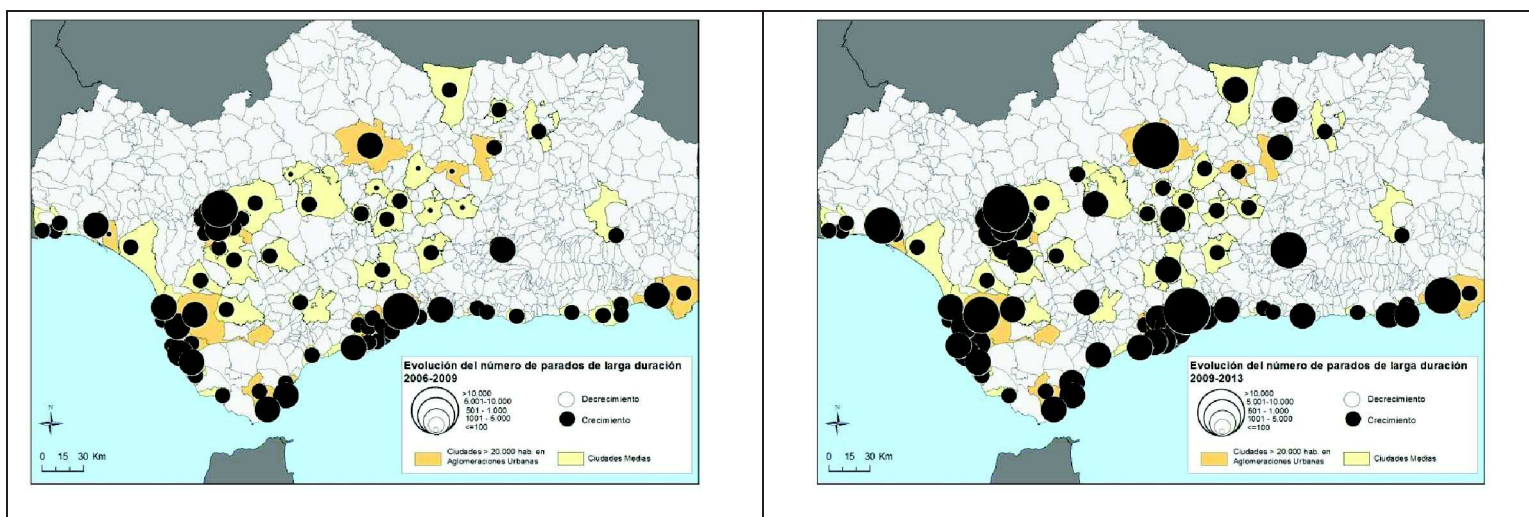 Evolución del número de parados de larga duración
2006-2009
>10.000
5.001-10.000
501 - 1.000
1001 - 5.000
<=100
Decrecimiento
Crecimiento
Ciudades > 20.000 hab. en
Aglomeraciones Urbanas
Ciudades Medias
N
0 15 30 Km
Evolución del número de parados de larga duración
2009-2013
>10.000
5.001-10.000
501 - 1.000
1001 - 5.000
<=100
Decrecimiento
Crecimiento
Ciudades > 20.000 hab. en
Aglomeraciones Urbanas
Ciudades Medias
N
0 15 30 Km